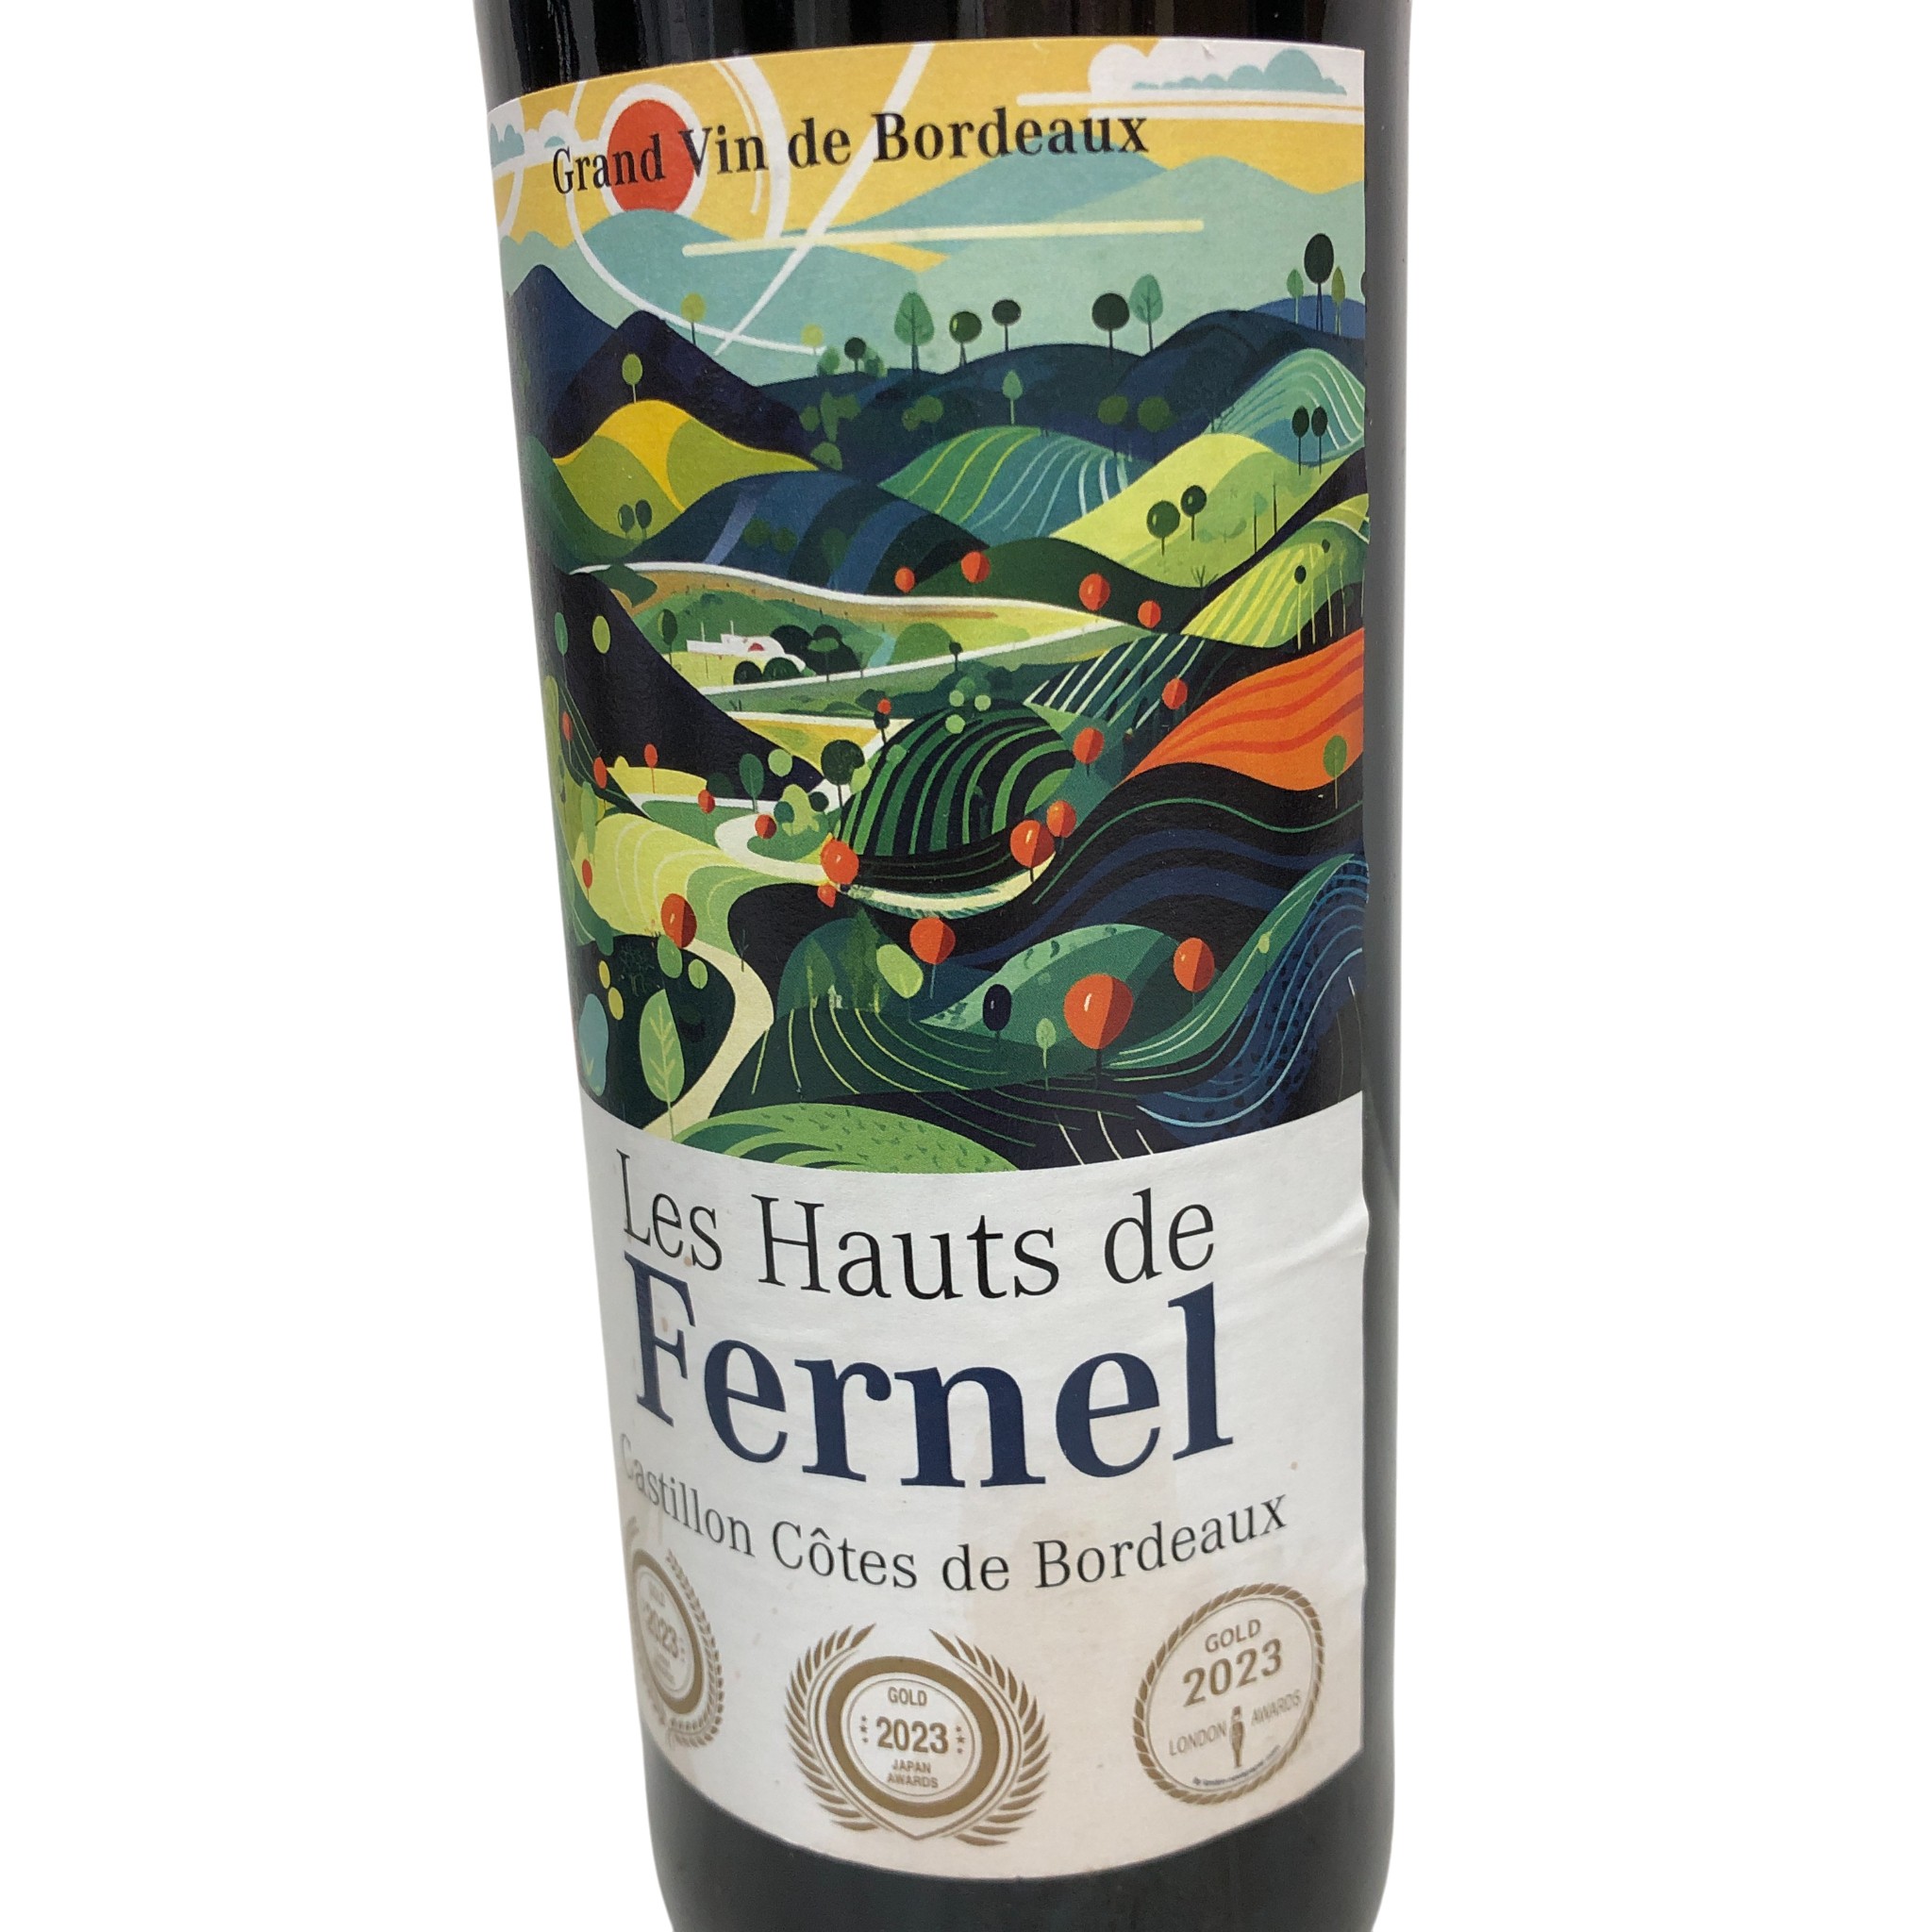 Grand Vin de Bordeaux
Les Hauts de
Fernel
Castillon Côtes de Bordeaux
2023
GOLD
2023
JAPAN
AWARDS
GOLD
2023
LONDON AWARDS